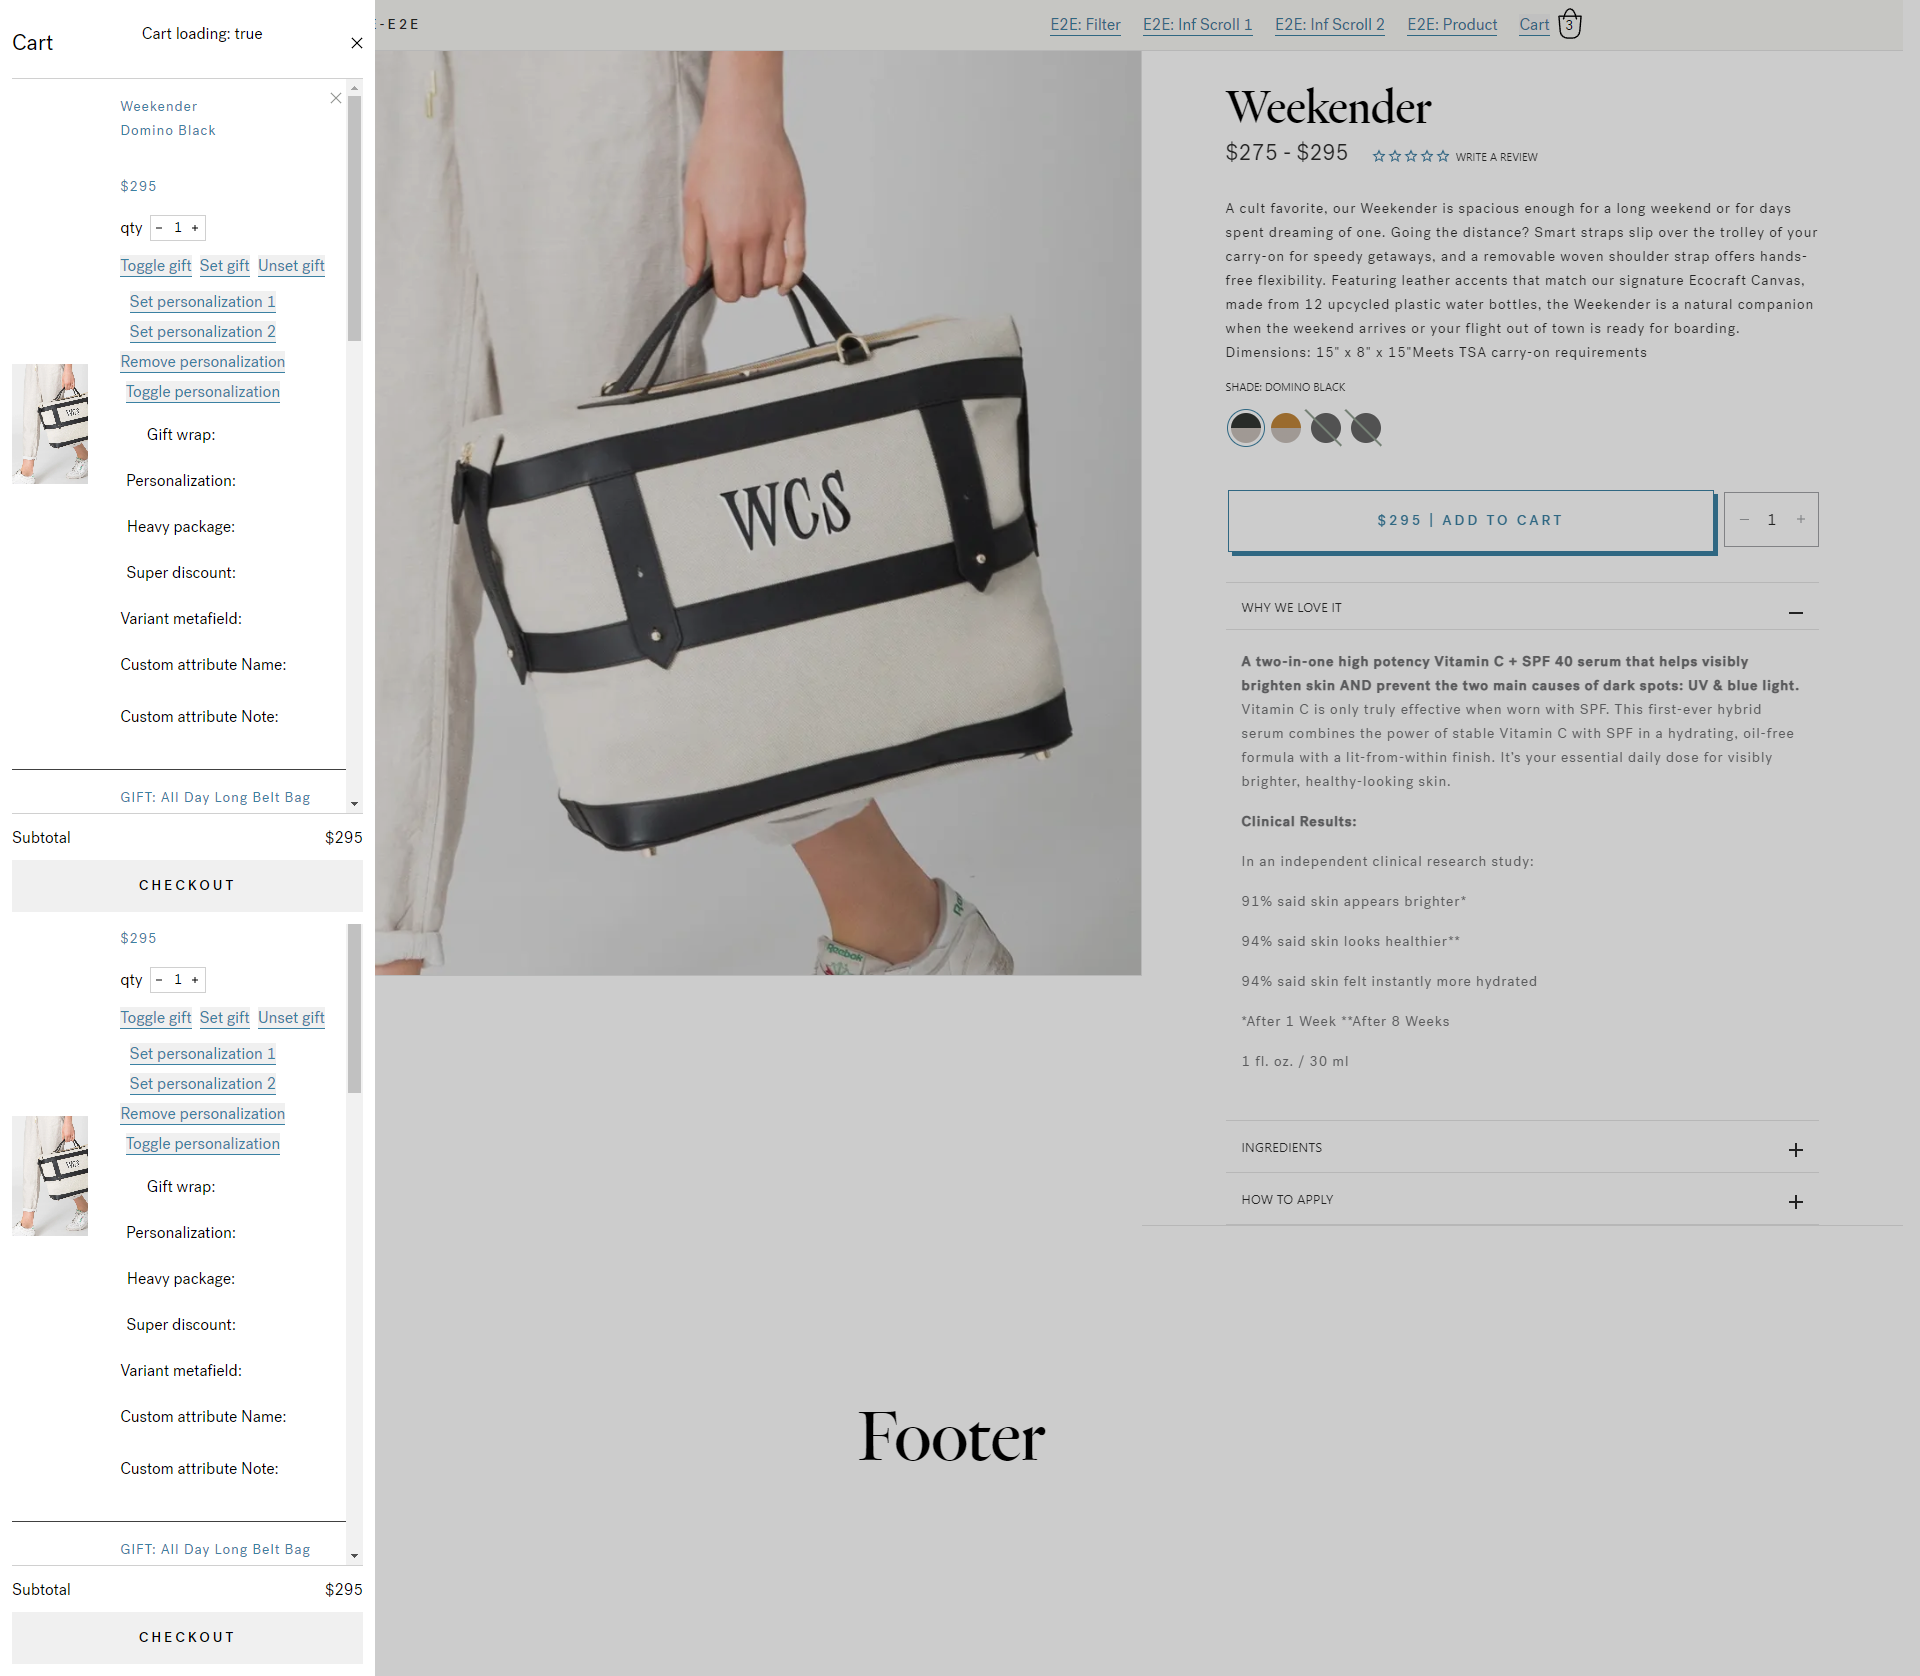 Cart
Cart loading: true
Weekender
Domino Black
$295
qty − 1 +
Toggle gift Set gift Unset gift
Set personalization 1
Set personalization 2
Remove personalization
Toggle personalization
Gift wrap:
Personalization:
Heavy package:
Super discount:
Variant metafield:
Custom attribute Name:
Custom attribute Note:
GIFT: All Day Long Belt Bag
Subtotal $295
CHECKOUT
$295
qty − 1 +
Toggle gift Set gift Unset gift
Set personalization 1
Set personalization 2
Remove personalization
Toggle personalization
Gift wrap:
Personalization:
Heavy package:
Super discount:
Variant metafield:
Custom attribute Name:
Custom attribute Note:
GIFT: All Day Long Belt Bag
Subtotal $295
CHECKOUT
-E2E
E2E: Filter E2E: Inf Scroll 1 E2E: Inf Scroll 2 E2E: Product Cart 3
WCS
Reebok
Weekender
$275 - $295 WRITE A REVIEW
A cult favorite, our Weekender is spacious enough for a long weekend or for days
spent dreaming of one. Going the distance? Smart straps slip over the trolley of your
carry-on for speedy getaways, and a removable woven shoulder strap offers hands-
free flexibility. Featuring leather accents that match our signature Ecocraft Canvas,
made from 12 upcycled plastic water bottles, the Weekender is a natural companion
when the weekend arrives or your flight out of town is ready for boarding.
Dimensions: 15" x 8" x 15"Meets TSA carry-on requirements
SHADE: DOMINO BLACK
$295 | ADD TO CART
− 1 +
WHY WE LOVE IT
A two-in-one high potency Vitamin C + SPF 40 serum that helps visibly
brighten skin AND prevent the two main causes of dark spots: UV & blue light.
Vitamin C is only truly effective when worn with SPF. This first-ever hybrid
serum combines the power of stable Vitamin C with SPF in a hydrating, oil-free
formula with a lit-from-within finish. It's your essential daily dose for visibly
brighter, healthy-looking skin.
Clinical Results:
In an independent clinical research study:
91% said skin appears brighter*
94% said skin looks healthier**
94% said skin felt instantly more hydrated
*After 1 Week **After 8 Weeks
1 fl. oz. / 30 ml
INGREDIENTS
HOW TO APPLY
Footer